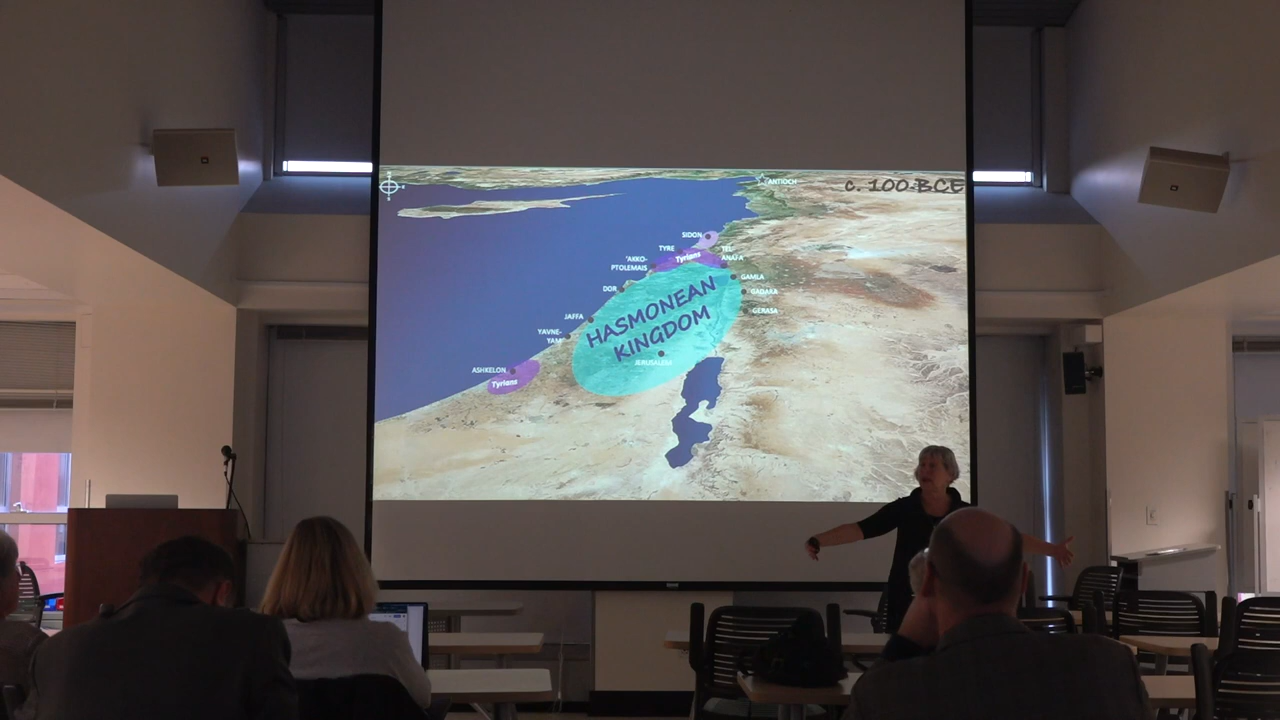 ANTIOCH
c. 100 BCE
SIDON
TYRE
Tyrians
TEL
ANAFA
'AKKO-
PTOLEMAIS
GAMLA
DOR
GADARA
HASMONEAN
KINGDOM
GERASA
JAFFA
YAVNE-
YAM
JERUSALEM
ASHKELON
Tyrians